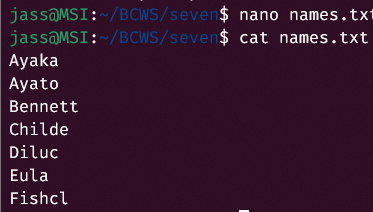 jass@MSI:~/BCWS/seven$ nano names.txt
jass@MSI:~/BCWS/seven$ cat names.txt
Ayaka
Ayato
Bennett
Childe
Diluc
Eula
Fishcl